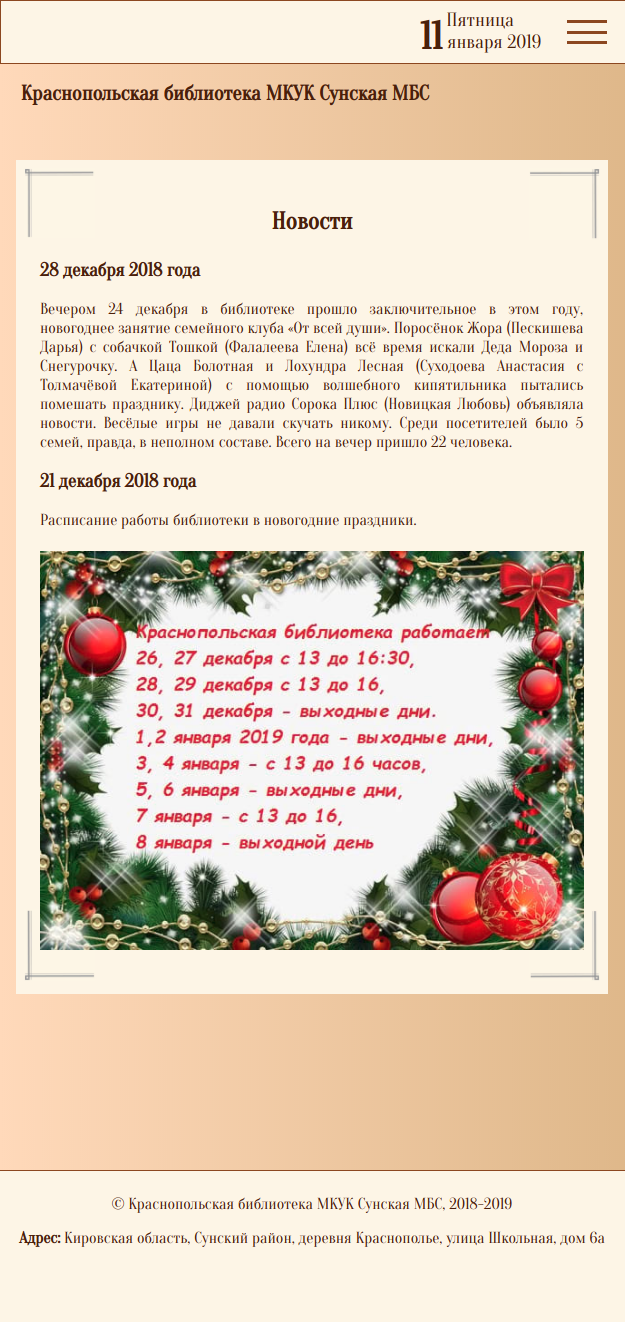 11 Пятница
января 2019
Краснопольская библиотека МКУК Сунская МБС
Новости
28 декабря 2018 года
Вечером 24 декабря в библиотеке прошло заключительное в этом году,
новогоднее занятие семейного клуба «От всей души». Поросёнок Жора (Пескишева
Дарья) с собачкой Тошкой (Фалалеева Елена) всё время искали Деда Мороза и
Снегурочку. А Цаца Болотная и Лохундра Лесная (Суходоева Анастасия с
Толмачёвой Екатериной) с помощью волшебного кипятильника пытались
помешать празднику. Диджей радио Сорока Плюс (Новицкая Любовь) объявляла
новости. Весёлые игры не давали скучать никому. Среди посетителей было 5
семей, правда, в неполном составе. Всего на вечер пришло 22 человека.
21 декабря 2018 года
Расписание работы библиотеки в новогодние праздники.
Краснопольская библиотека работает
26, 27 декабря с 13 до 16:30,
28, 29 декабря с 13 до 16,
30, 31 декабря - выходные дни.
1,2 января 2019 года - выходные дни,
3, 4 января - с 13 до 16 часов,
5, 6 января - выходные дни,
7 января - с 13 до 16,
8 января - выходной день
© Краснопольская библиотека МКУК Сунская МБС, 2018-2019
Адрес: Кировская область, Сунский район, деревня Краснополье, улица Школьная, дом 6а